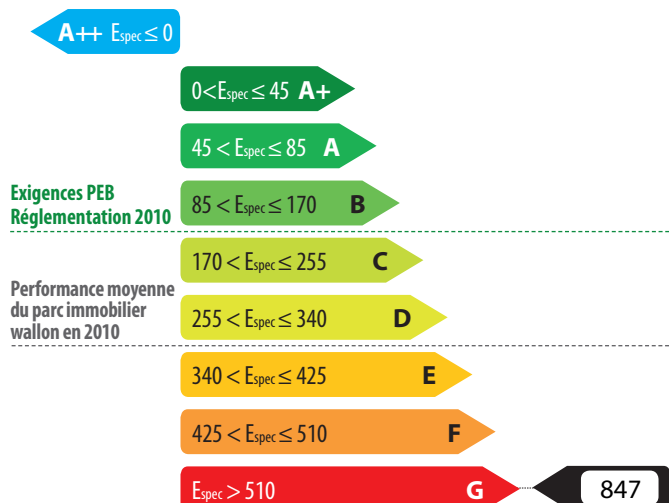 A++ Espec ≤ 0
0<Espec ≤ 45 A+
45 < Espec ≤ 85 A
Exigences PEB
Réglementation 2010
85 < Espec ≤ 170 B
170 < Espec ≤ 255 C
Performance moyenne
du parc immobilier
wallon en 2010
255 < Espec ≤ 340 D
340 < Espec ≤ 425 E
425 < Espec ≤ 510 F
Espec > 510 G
847